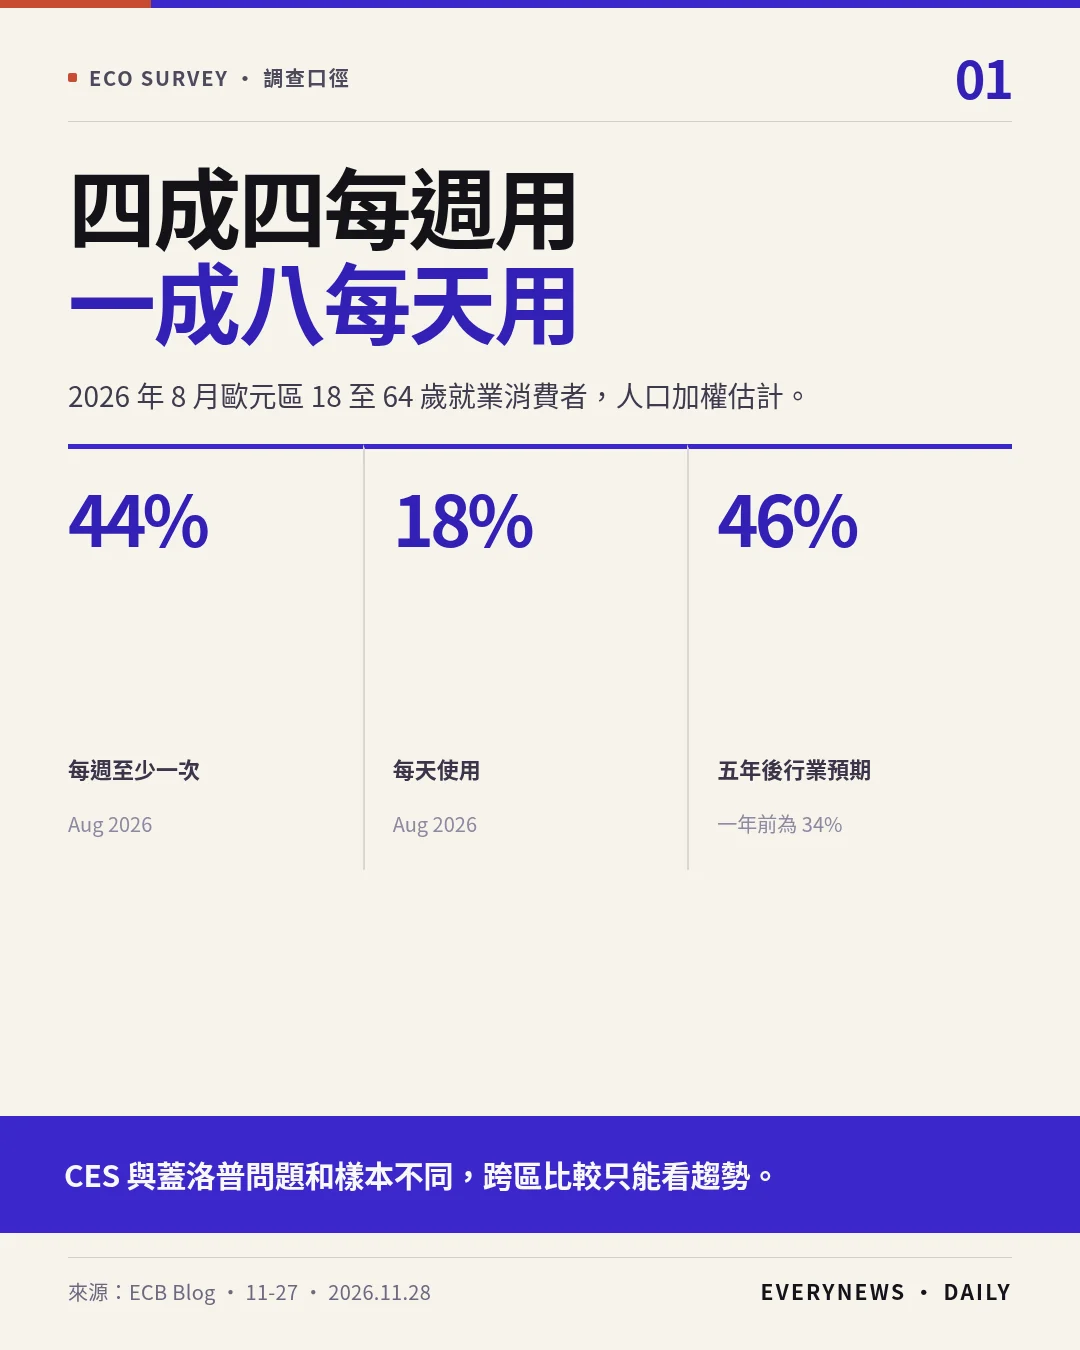 ECO SURVEY ・ 調查口徑
01
四成四每週用
一成八每天用
2026 年 8 月歐元區 18 至 64 歲就業消費者，人口加權估計。
44%
每週至少一次
Aug 2026
18%
每天使用
Aug 2026
46%
五年後行業預期
一年前為 34%
CES 與蓋洛普問題和樣本不同，跨區比較只能看趨勢。
來源：ECB Blog ・ 11-27 ・ 2026.11.28
EVERYNEWS ・ DAILY